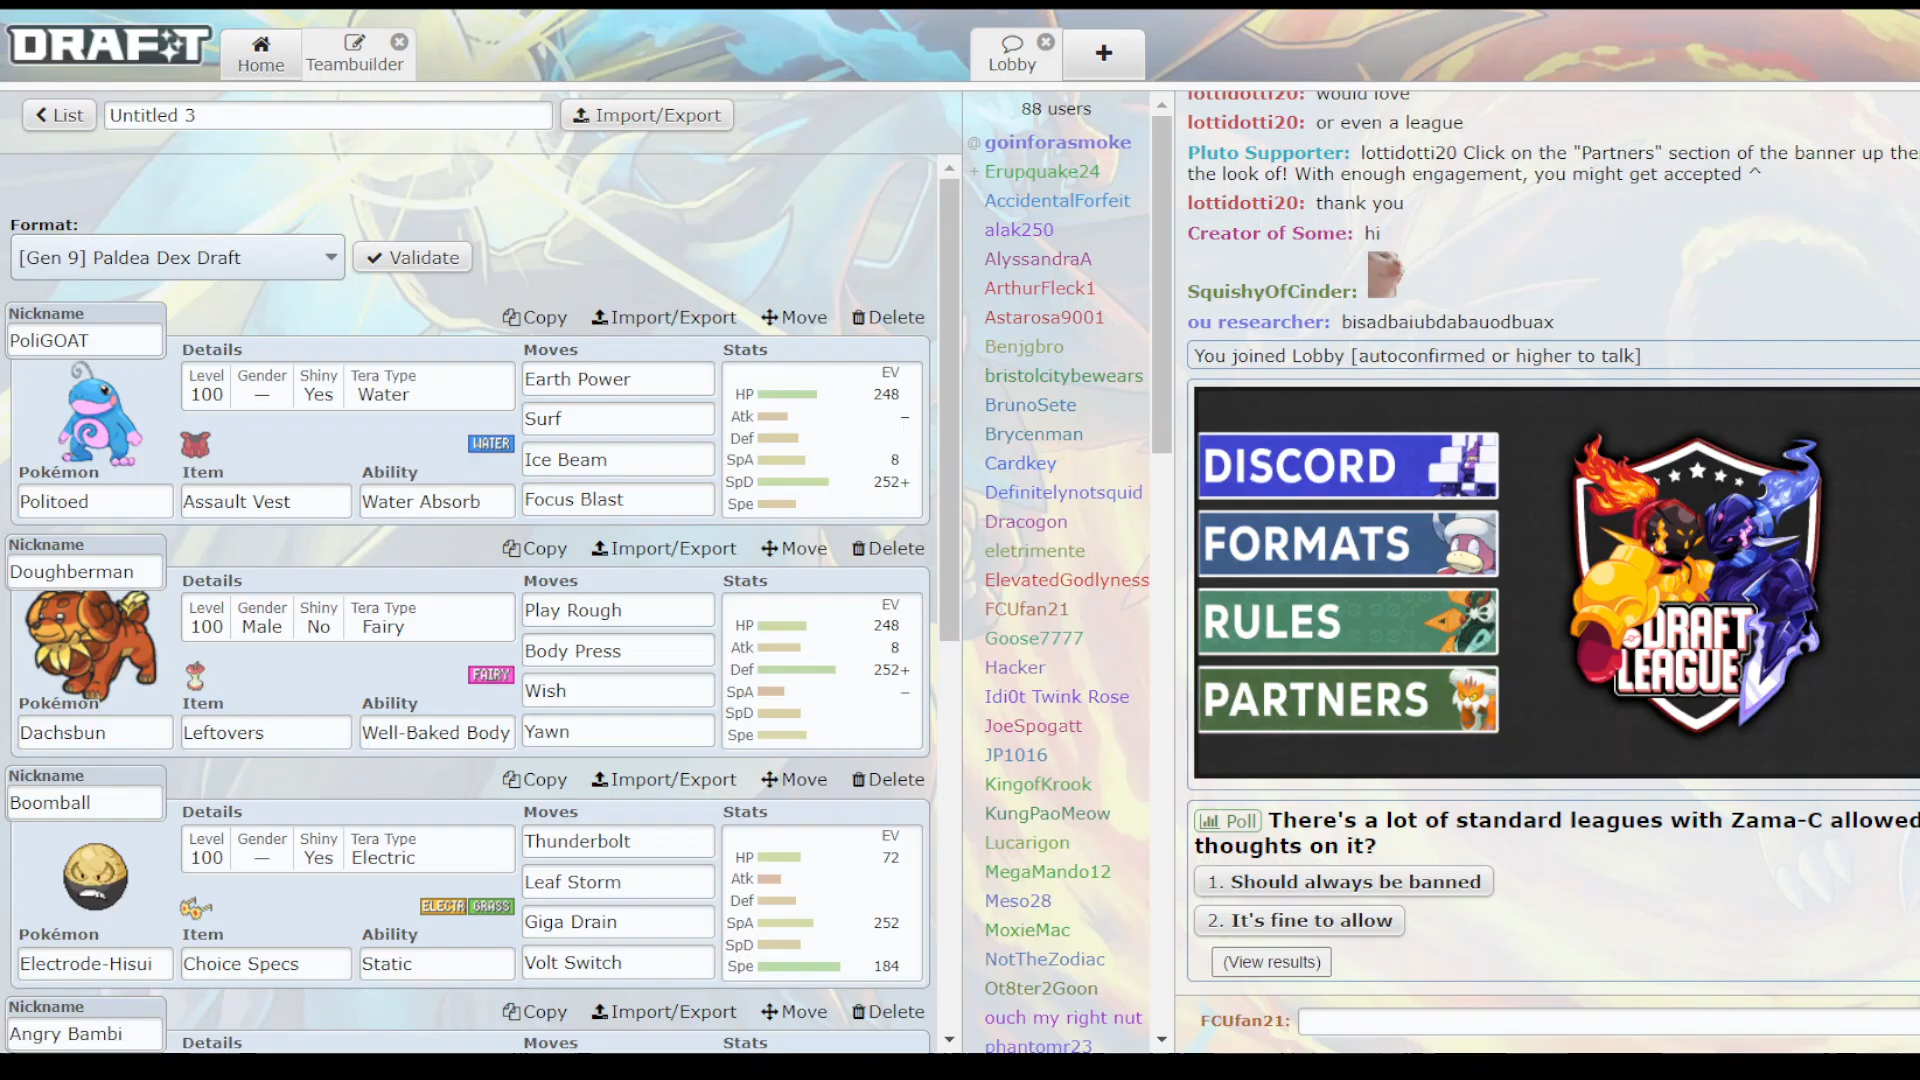 DRAFT
Home
Teambuilder
Lobby
List
Untitled 3
Import/Export
Format:
[Gen 9] Paldea Dex Draft
Validate
Copy Import/Export Move Delete
Nickname
PoliGOAT
Details
Level Gender Shiny Tera Type
100 — Yes Water
WATER
Pokémon Item Ability
Politoed Assault Vest Water Absorb
Moves
Earth Power
Surf
Ice Beam
Focus Blast
Stats
EV
HP 248
Atk –
Def
SpA 8
SpD 252+
Spe
Copy Import/Export Move Delete
Nickname
Doughberman
Details
Level Gender Shiny Tera Type
100 Male No Fairy
FAIRY
Pokémon Item Ability
Dachsbun Leftovers Well-Baked Body
Moves
Play Rough
Body Press
Wish
Yawn
Stats
EV
HP 248
Atk 8
Def 252+
SpA –
SpD
Spe
Copy Import/Export Move Delete
Nickname
Boomball
Details
Level Gender Shiny Tera Type
100 — Yes Electric
ELECTR GRASS
Pokémon Item Ability
Electrode-Hisui Choice Specs Static
Moves
Thunderbolt
Leaf Storm
Giga Drain
Volt Switch
Stats
EV
HP 72
Atk
Def
SpA 252
SpD
Spe 184
Copy Import/Export Move Delete
Nickname
Angry Bambi
Details Moves Stats
88 users
@goinforasmoke
+Erupquake24
AccidentalForfeit
alak250
AlyssandraA
ArthurFleck1
Astarosa9001
Benjgbro
bristolcitybewears
BrunoSete
Brycenman
Cardkey
Definitelynotsquid
Dracogon
eletrimente
ElevatedGodlyness
FCUfan21
Goose7777
Hacker
Idi0t Twink Rose
JoeSpogatt
JP1016
KingofKrook
KungPaoMeow
Lucarigon
MegaMando12
Meso28
MoxieMac
NotTheZodiac
Ot8ter2Goon
ouch my right nut
phantomr23
lottidotti20: would love
lottidotti20: or even a league
Pluto Supporter: lottidotti20 Click on the "Partners" section of the banner up the
the look of! With enough engagement, you might get accepted ^
lottidotti20: thank you
Creator of Some: hi
SquishyOfCinder:
ou researcher: bisadbaiubdabauodbuax
You joined Lobby [autoconfirmed or higher to talk]
DISCORD
FORMATS
RULES
PARTNERS
DRAFT
LEAGUE
Poll There's a lot of standard leagues with Zama-C allowed
thoughts on it?
1. Should always be banned
2. It's fine to allow
(View results)
FCUfan21: